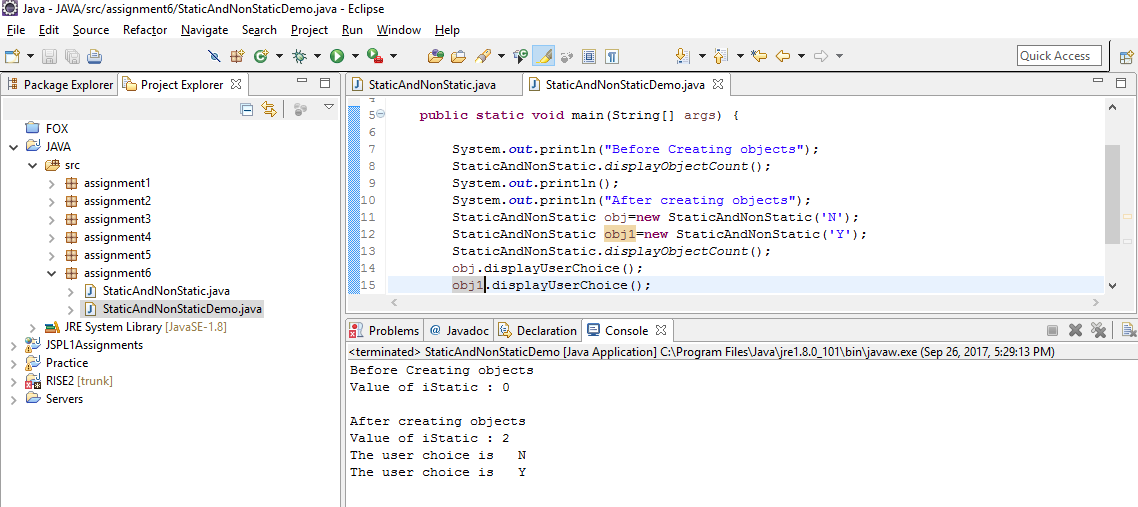 Java - JAVA/src/assignment6/StaticAndNonStaticDemo.java - Eclipse
File Edit Source Refactor Navigate Search Project Run Window Help
Quick Access
Package Explorer Project Explorer
FOX
JAVA
src
assignment1
assignment2
assignment3
assignment4
assignment5
assignment6
StaticAndNonStatic.java
StaticAndNonStaticDemo.java
JRE System Library [JavaSE-1.8]
JSPL1Assignments
Practice
RISE2 [trunk]
Servers
StaticAndNonStatic.java StaticAndNonStaticDemo.java
4
5 public static void main(String[] args) {
6
7 System.out.println("Before Creating objects");
8 StaticAndNonStatic.displayObjectCount();
9 System.out.println();
10 System.out.println("After creating objects");
11 StaticAndNonStatic obj=new StaticAndNonStatic('N');
12 StaticAndNonStatic obj1=new StaticAndNonStatic('Y');
13 StaticAndNonStatic.displayObjectCount();
14 obj.displayUserChoice();
15 obj1.displayUserChoice();
Problems @ Javadoc Declaration Console
<terminated> StaticAndNonStaticDemo [Java Application] C:\Program Files\Java\jre1.8.0_101\bin\javaw.exe (Sep 26, 2017, 5:29:13 PM)
Before Creating objects
Value of iStatic : 0
After creating objects
Value of iStatic : 2
The user choice is N
The user choice is Y